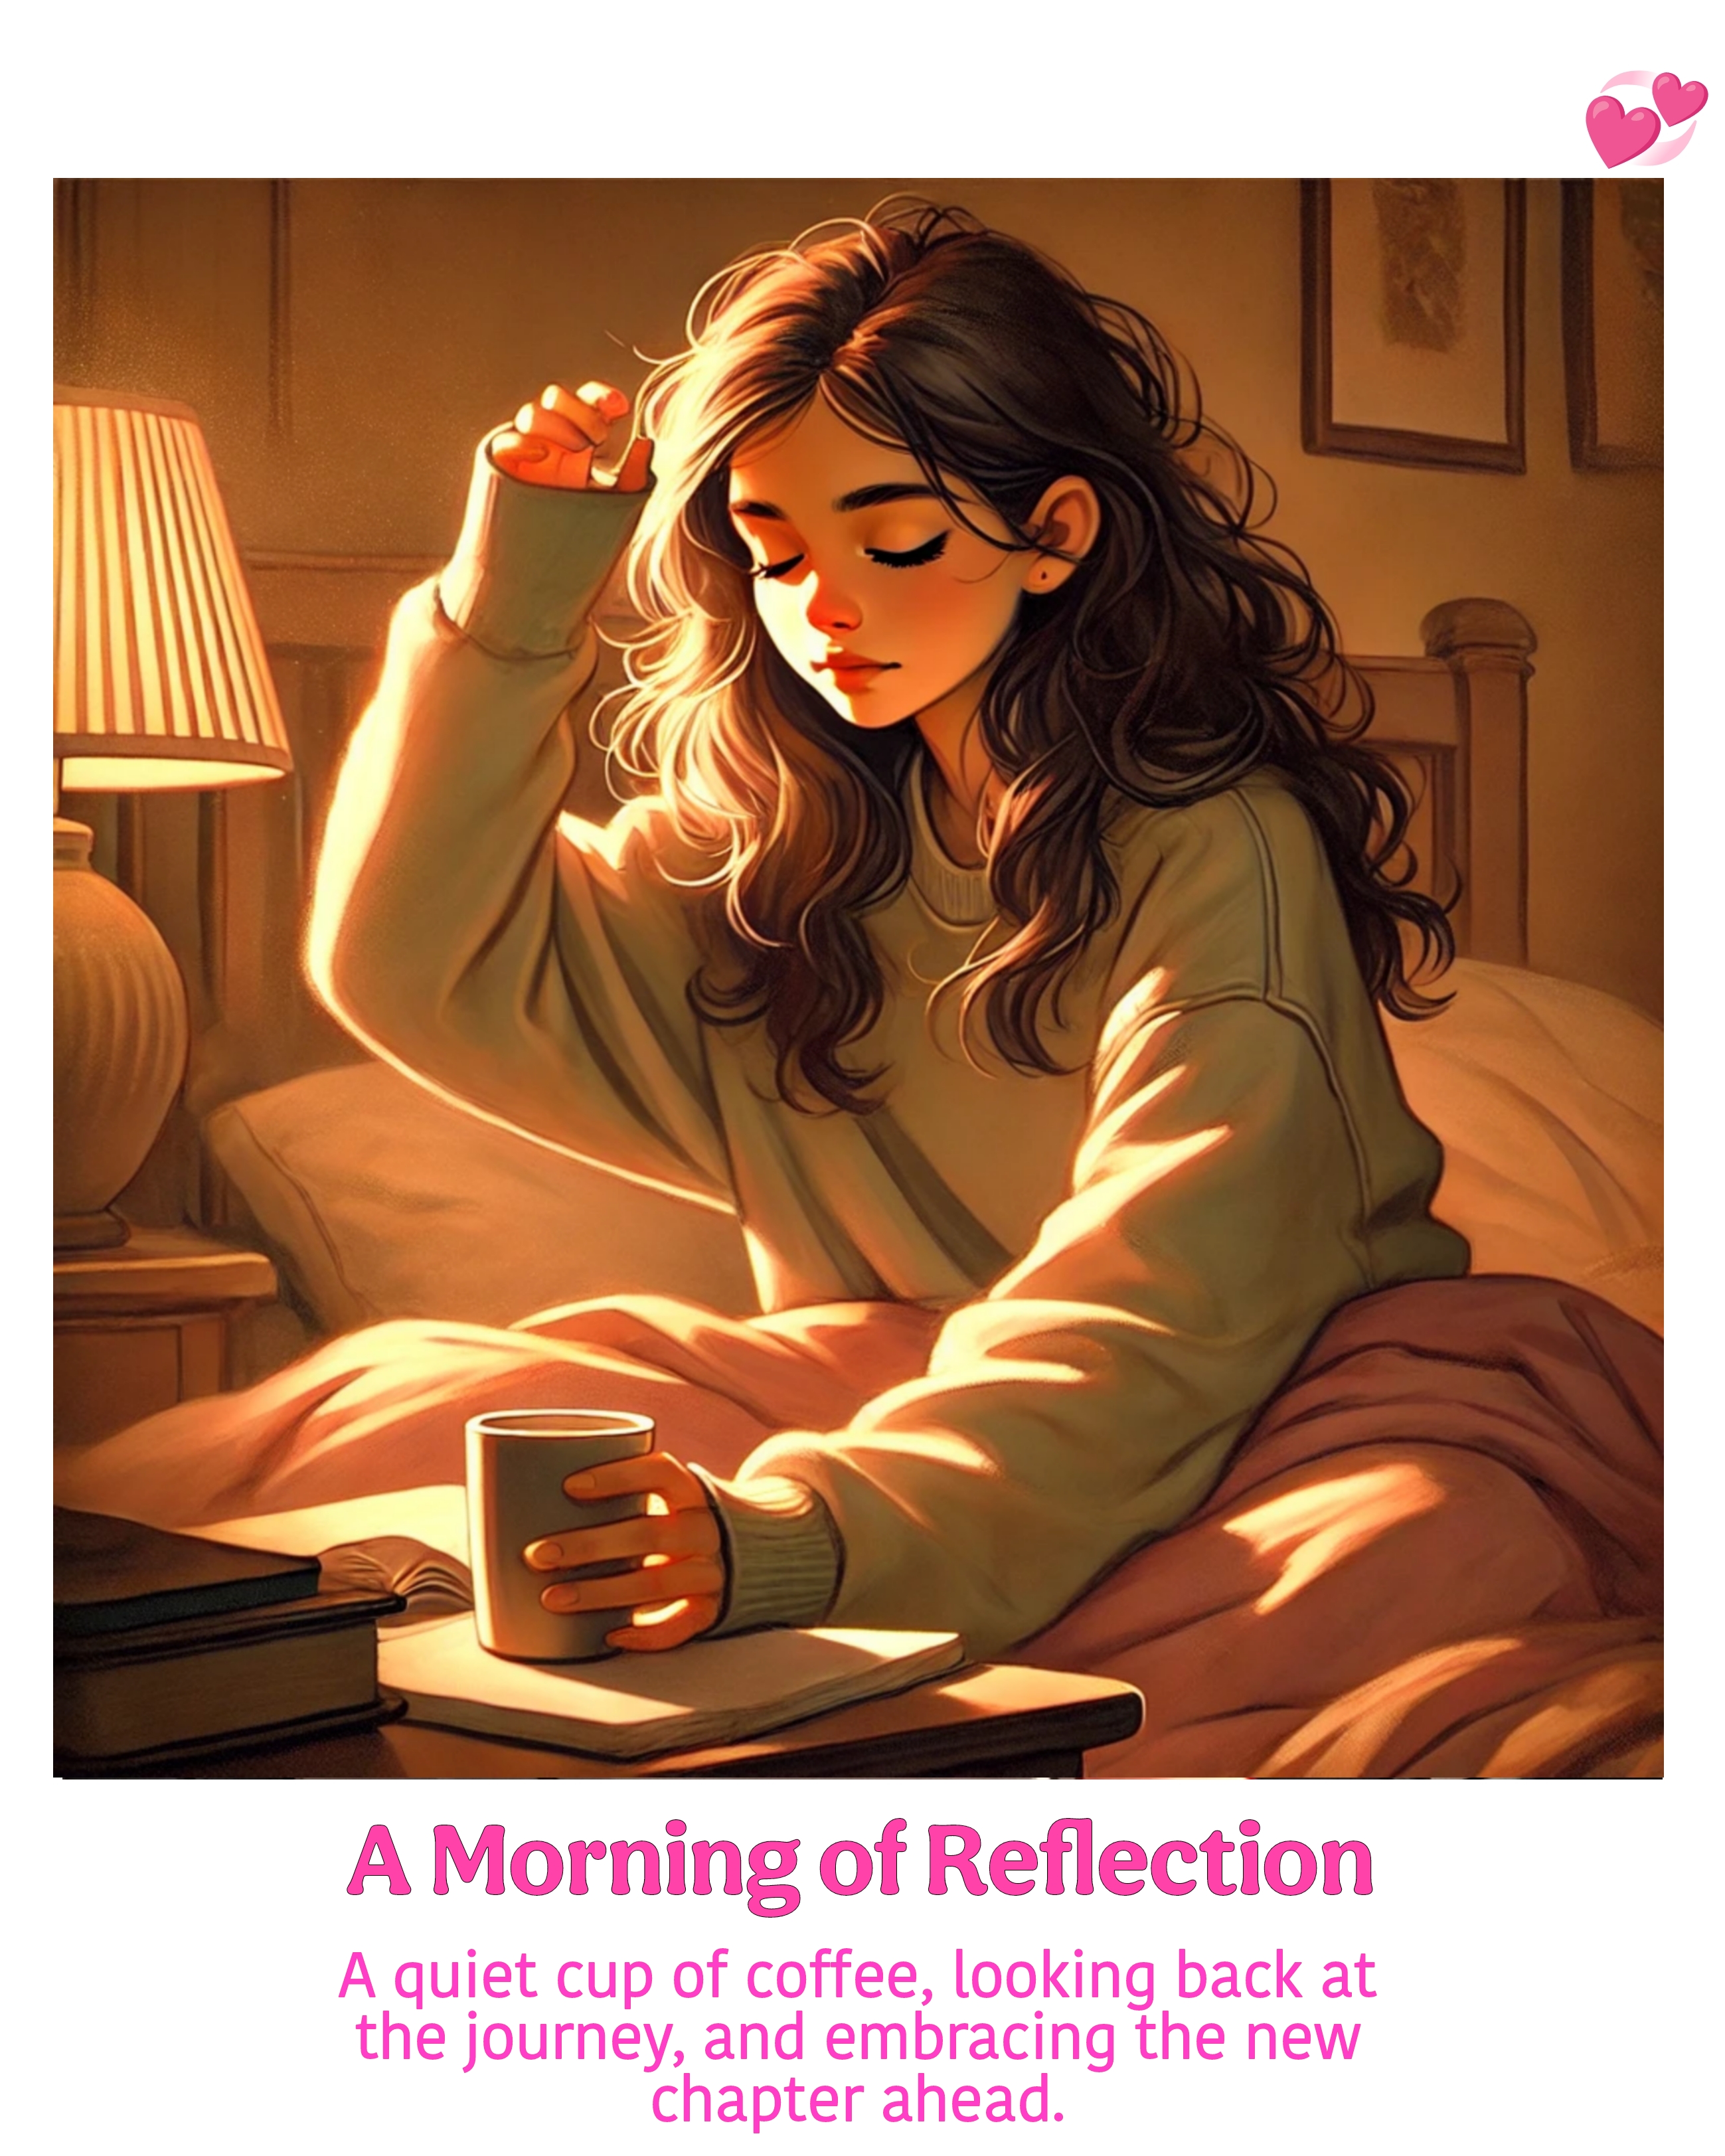 A Morning of Reflection
A quiet cup of coffee, looking back at
the journey, and embracing the new
chapter ahead.